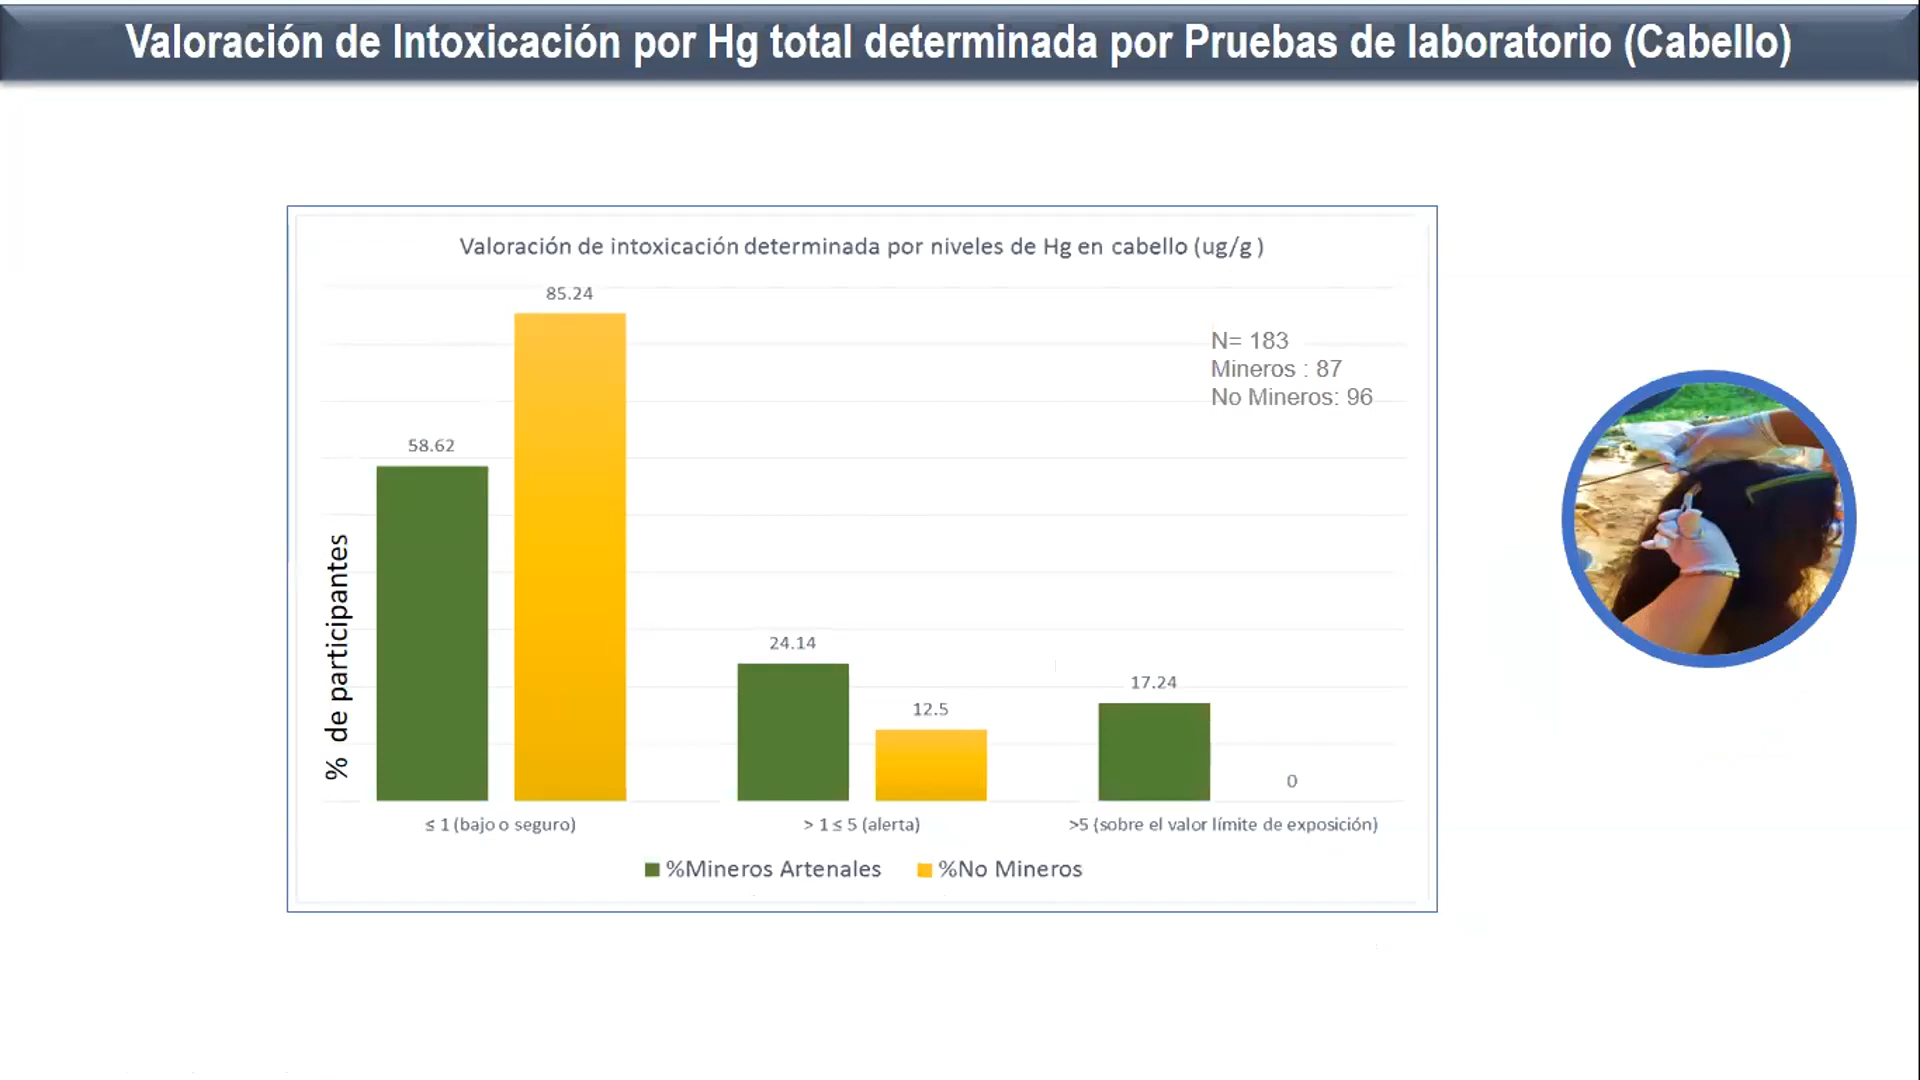 Valoración de Intoxicación por Hg total determinada por Pruebas de laboratorio (Cabello)
Valoración de intoxicación determinada por niveles de Hg en cabello (ug/g )
85.24
N= 183
Mineros : 87
No Mineros: 96
58.62
% de participantes
24.14
17.24
12.5
0
≤ 1 (bajo o seguro)
> 1 ≤ 5 (alerta)
>5 (sobre el valor límite de exposición)
%Mineros Artenales
%No Mineros